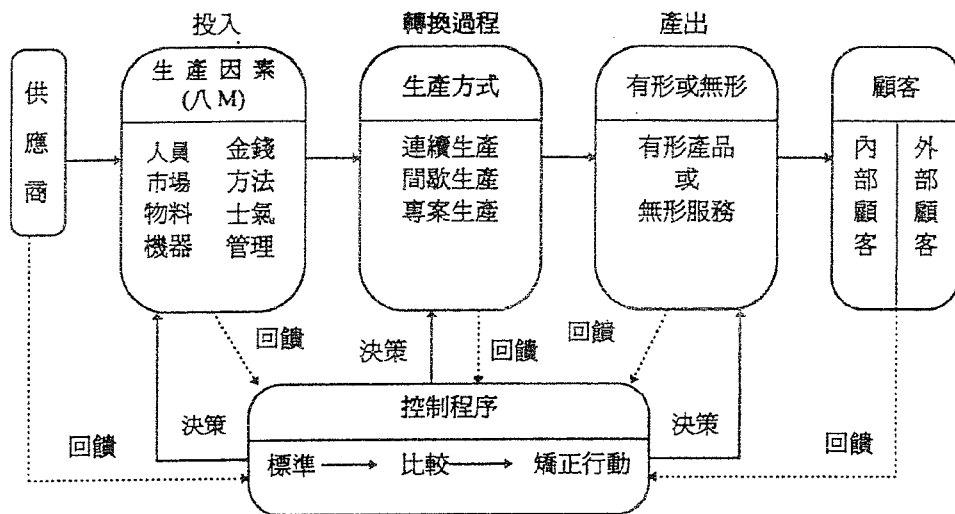 投入
轉換過程
產出
供應商
生產因素
(八M)
人員 金錢
市場 方法
物料 士氣
機器 管理
生產方式
連續生產
間歇生產
專案生產
有形或無形
有形產品
或
無形服務
顧客
內部顧客
外部顧客
回饋
決策
回饋
回饋
回饋
決策
控制程序
標準 比較 矯正行動
決策
回饋